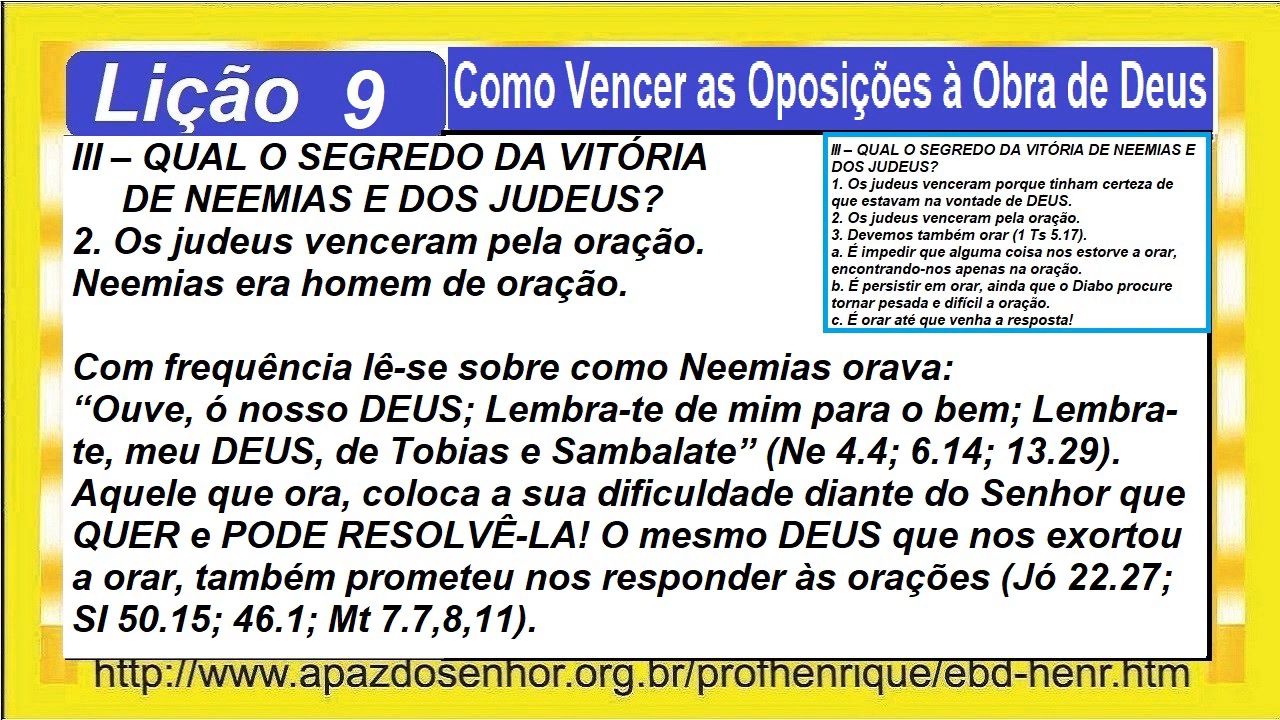 Lição 9
Como Vencer as Oposições à Obra de Deus
III – QUAL O SEGREDO DA VITÓRIA
DE NEEMIAS E DOS JUDEUS?
2. Os judeus venceram pela oração.
Neemias era homem de oração.
III – QUAL O SEGREDO DA VITÓRIA DE NEEMIAS E
DOS JUDEUS?
1. Os judeus venceram porque tinham certeza de
que estavam na vontade de DEUS.
2. Os judeus venceram pela oração.
3. Devemos também orar (1 Ts 5.17).
a. É impedir que alguma coisa nos estorve a orar,
encontrando-nos apenas na oração.
b. É persistir em orar, ainda que o Diabo procure
tornar pesada e difícil a oração.
c. É orar até que venha a resposta!
Com frequência lê-se sobre como Neemias orava:
“Ouve, ó nosso DEUS; Lembra-te de mim para o bem; Lembra-
te, meu DEUS, de Tobias e Sambalate” (Ne 4.4; 6.14; 13.29).
Aquele que ora, coloca a sua dificuldade diante do Senhor que
QUER e PODE RESOLVÊ-LA! O mesmo DEUS que nos exortou
a orar, também prometeu nos responder às orações (Jó 22.27;
Sl 50.15; 46.1; Mt 7.7,8,11).
http://www.apazdosenhor.org.br/profhenrique/ebd-henr.htm